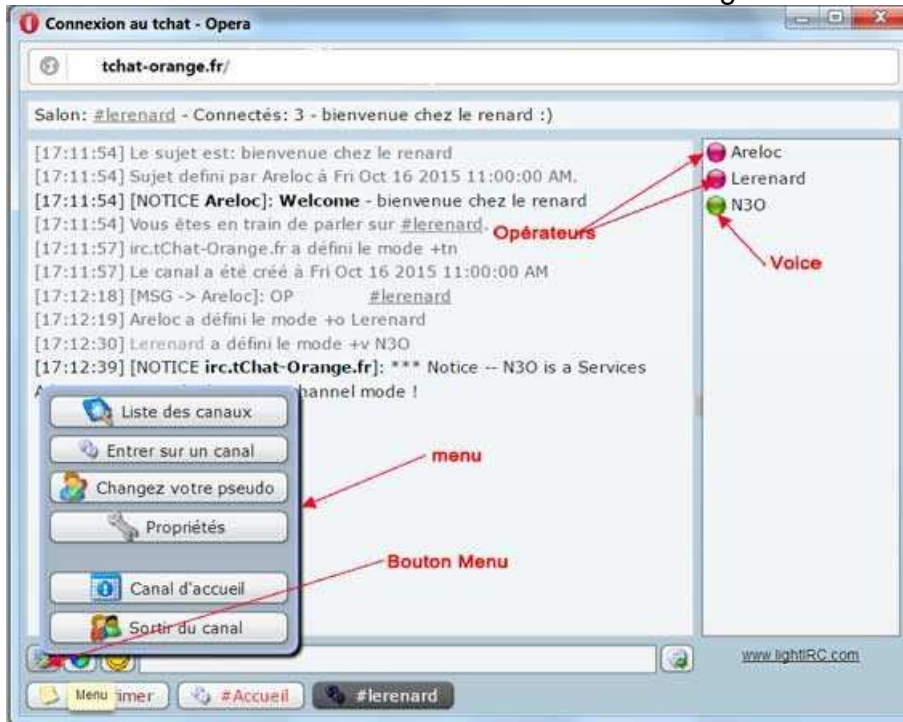 Connexion au tchat - Opera
tchat-orange.fr/
Salon: #lerenard - Connectés: 3 - bienvenue chez le renard :)
[17:11:54] Le sujet est: bienvenue chez le renard
[17:11:54] Sujet defini par Areloc á Fri Oct 16 2015 11:00:00 AM.
[17:11:54] [NOTICE Areloc]: Welcome - bienvenue chez le renard
[17:11:54] Vous êtes en train de parler sur #lerenard.
[17:11:57] irc.tChat-Orange.fr a défini le mode +tn
[17:11:57] Le canal a été créé à Fri Oct 16 2015 11:00:00 AM
[17:12:18] [MSG -> Areloc]: OP #lerenard
[17:12:19] Areloc a défini le mode +o Lerenard
[17:12:30] Lerenard a défini le mode +v N3O
[17:12:39] [NOTICE irc.tChat-Orange.fr]: *** Notice -- N3O is a Services
hannel mode !
Areloc
Lerenard
N3O
Opérateurs
Voice
Liste des canaux
Entrer sur un canal
Changez votre pseudo
Propriétés
Canal d'accueil
Sortir du canal
menu
Bouton Menu
www.lightIRC.com
Menu
imer
#Accueil
#lerenard